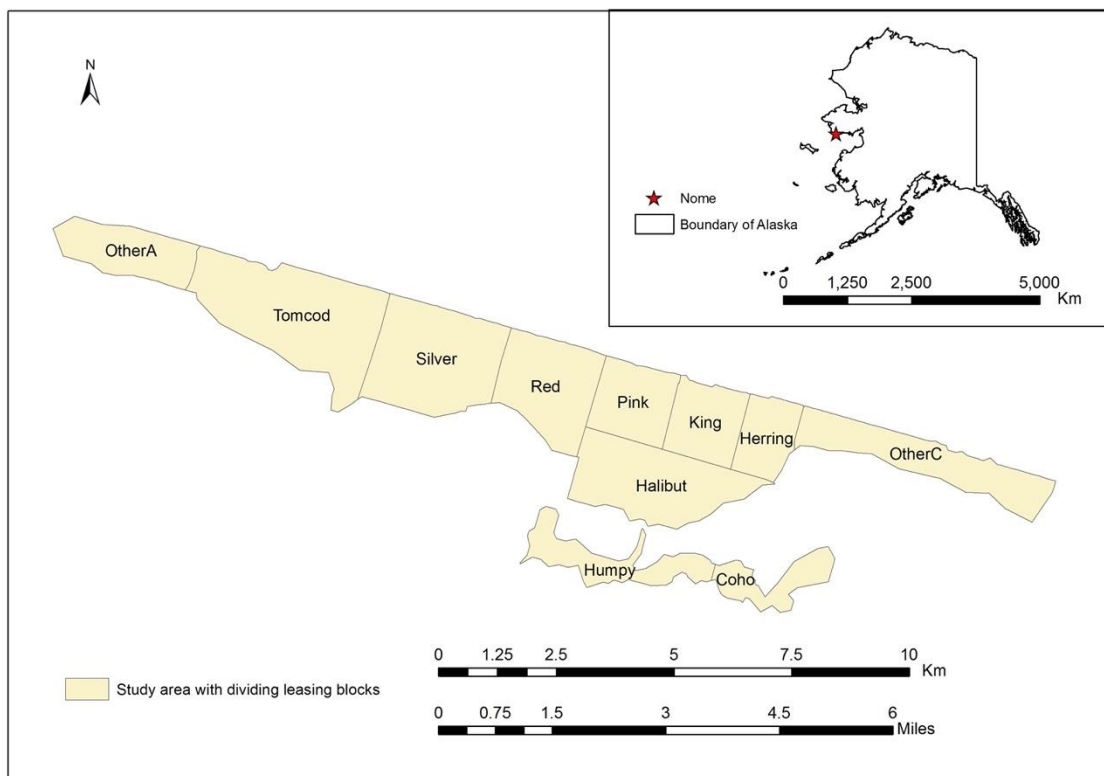 N
Nome
Boundary of Alaska
0 1,250 2,500 5,000
Km
OtherA
Tomcod
Silver
Red
Pink
King
Herring
OtherC
Halibut
Humpy
Coho
0 1.25 2.5 5 7.5 10
Km
Study area with dividing leasing blocks
0 0.75 1.5 3 4.5 6
Miles